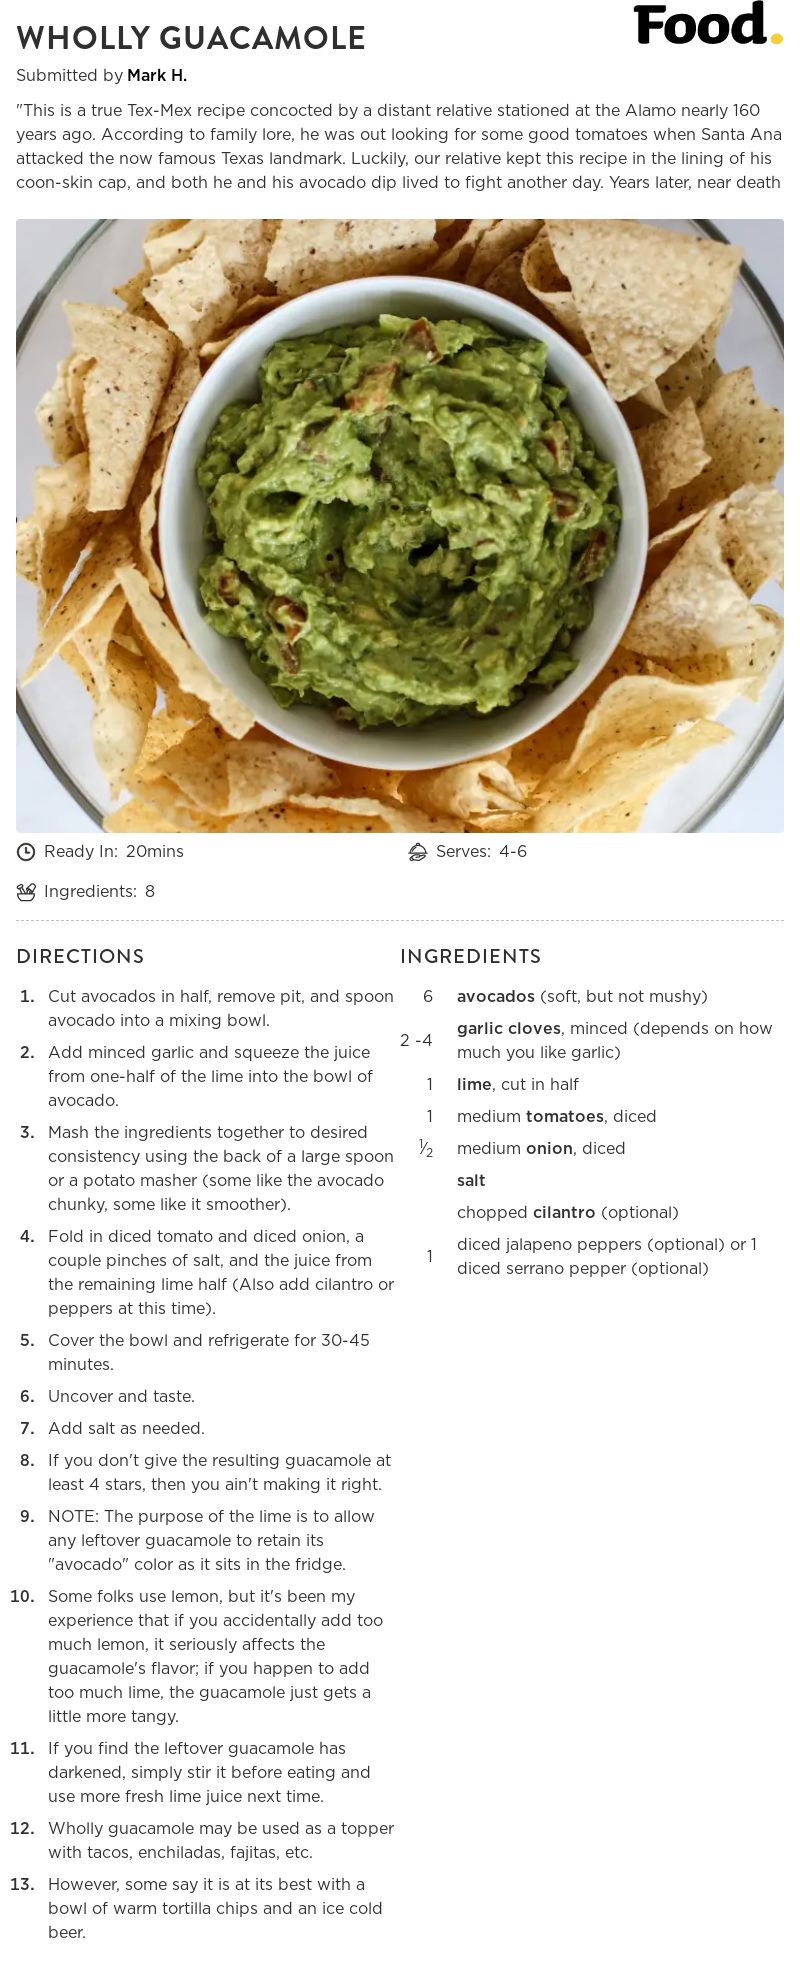 WHOLLY GUACAMOLE
Food.
Submitted by Mark H.
"This is a true Tex-Mex recipe concocted by a distant relative stationed at the Alamo nearly 160
years ago. According to family lore, he was out looking for some good tomatoes when Santa Ana
attacked the now famous Texas landmark. Luckily, our relative kept this recipe in the lining of his
coon-skin cap, and both he and his avocado dip lived to fight another day. Years later, near death
Ready In: 20mins
Serves: 4-6
Ingredients: 8
DIRECTIONS
1. Cut avocados in half, remove pit, and spoon
avocado into a mixing bowl.
2. Add minced garlic and squeeze the juice
from one-half of the lime into the bowl of
avocado.
3. Mash the ingredients together to desired
consistency using the back of a large spoon
or a potato masher (some like the avocado
chunky, some like it smoother).
4. Fold in diced tomato and diced onion, a
couple pinches of salt, and the juice from
the remaining lime half (Also add cilantro or
peppers at this time).
5. Cover the bowl and refrigerate for 30-45
minutes.
6. Uncover and taste.
7. Add salt as needed.
8. If you don't give the resulting guacamole at
least 4 stars, then you ain't making it right.
9. NOTE: The purpose of the lime is to allow
any leftover guacamole to retain its
"avocado" color as it sits in the fridge.
10. Some folks use lemon, but it's been my
experience that if you accidentally add too
much lemon, it seriously affects the
guacamole's flavor; if you happen to add
too much lime, the guacamole just gets a
little more tangy.
11. If you find the leftover guacamole has
darkened, simply stir it before eating and
use more fresh lime juice next time.
12. Wholly guacamole may be used as a topper
with tacos, enchiladas, fajitas, etc.
13. However, some say it is at its best with a
bowl of warm tortilla chips and an ice cold
beer.
INGREDIENTS
6 avocados (soft, but not mushy)
2 -4 garlic cloves, minced (depends on how
much you like garlic)
1 lime, cut in half
1 medium tomatoes, diced
1⁄2 medium onion, diced
salt
chopped cilantro (optional)
1 diced jalapeno peppers (optional) or 1
diced serrano pepper (optional)